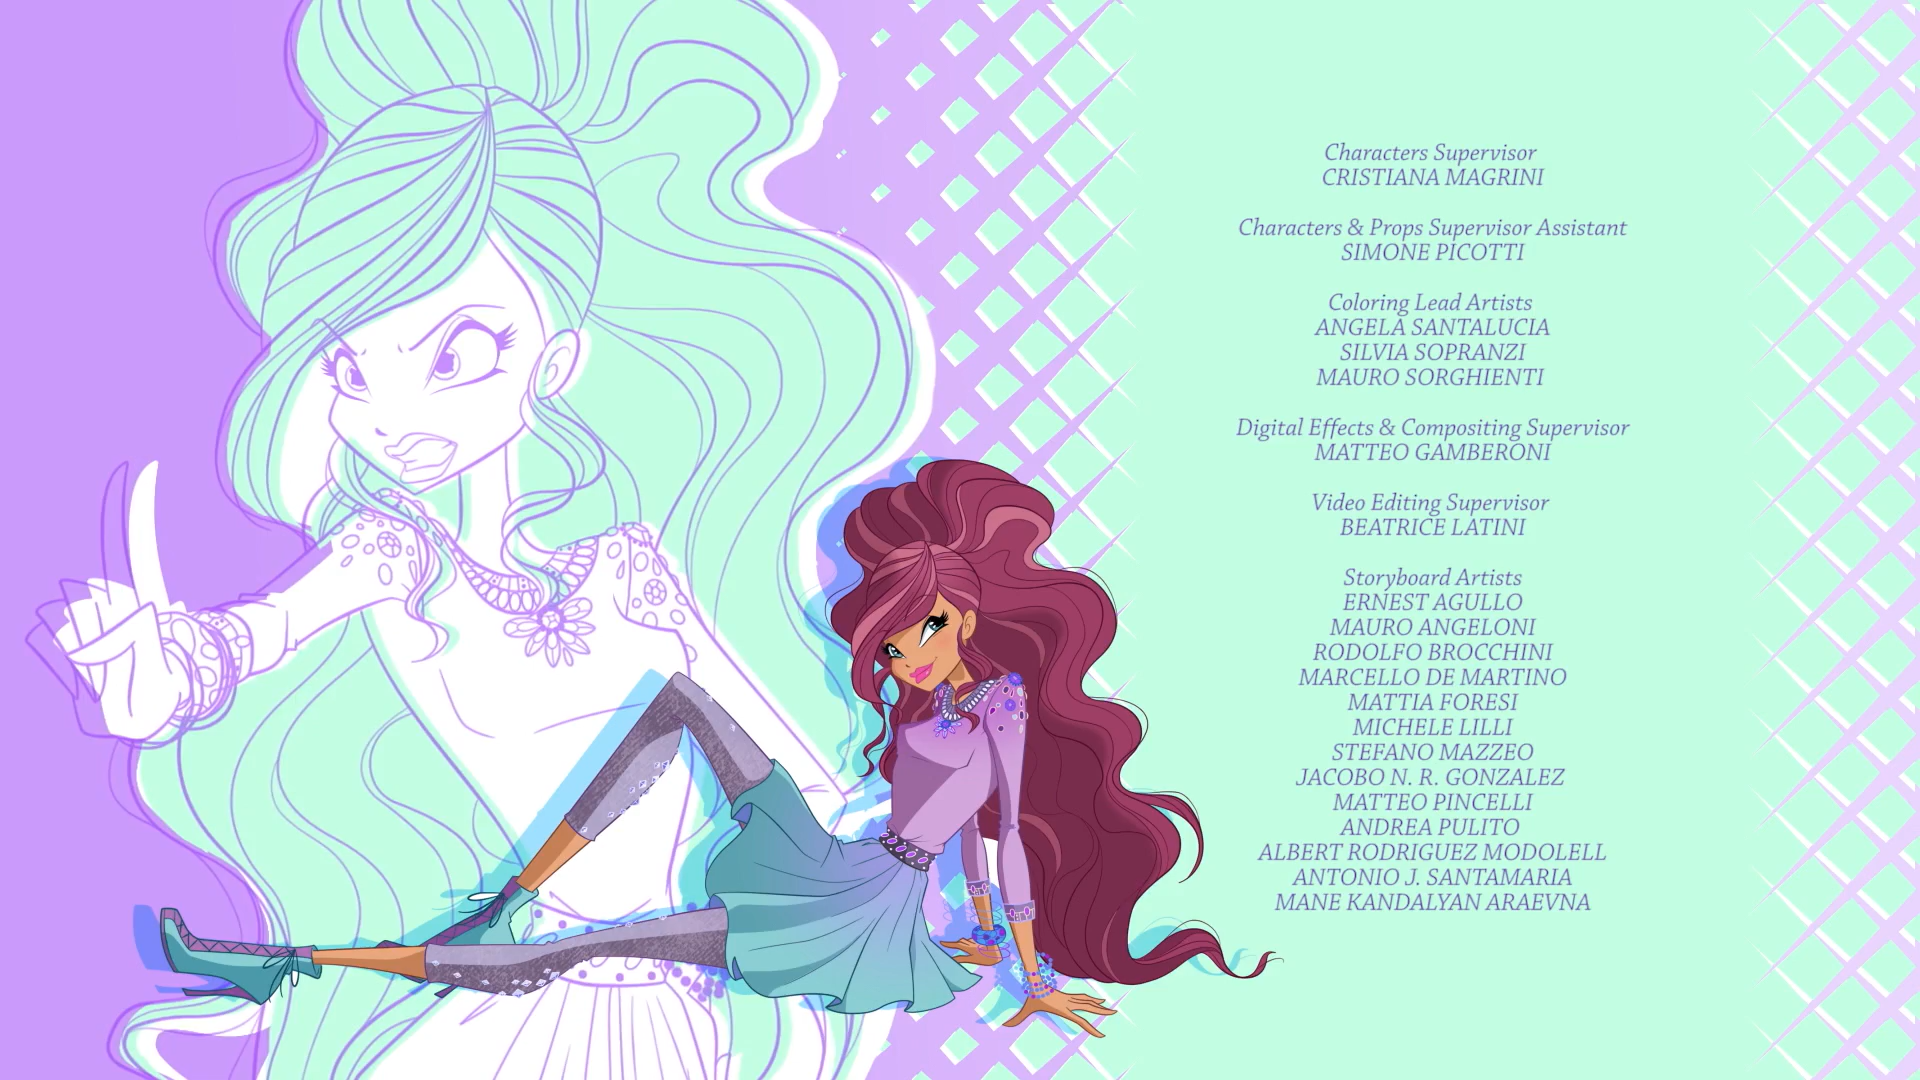 Characters Supervisor
CRISTIANA MAGRINI
Characters & Props Supervisor Assistant
SIMONE PICOTTI
Coloring Lead Artists
ANGELA SANTALUCIA
SILVIA SOPRANZI
MAURO SORGHIENTI
Digital Effects & Compositing Supervisor
MATTEO GAMBERONI
Video Editing Supervisor
BEATRICE LATINI
Storyboard Artists
ERNEST AGULLO
MAURO ANGELONI
RODOLFO BROCCHINI
MARCELLO DE MARTINO
MATTIA FORESI
MICHELE LILLI
STEFANO MAZZEO
JACOBO N. R. GONZALEZ
MATTEO PINCELLI
ANDREA PULITO
ALBERT RODRIGUEZ MODOLELL
ANTONIO J. SANTAMARIA
MANE KANDALYAN ARAEVNA